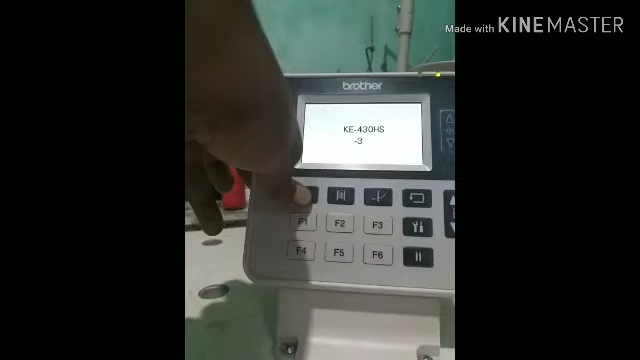 Made with KINEMASTER
brother
KE-430HS
-3
F1 F2 F3
F4 F5 F6